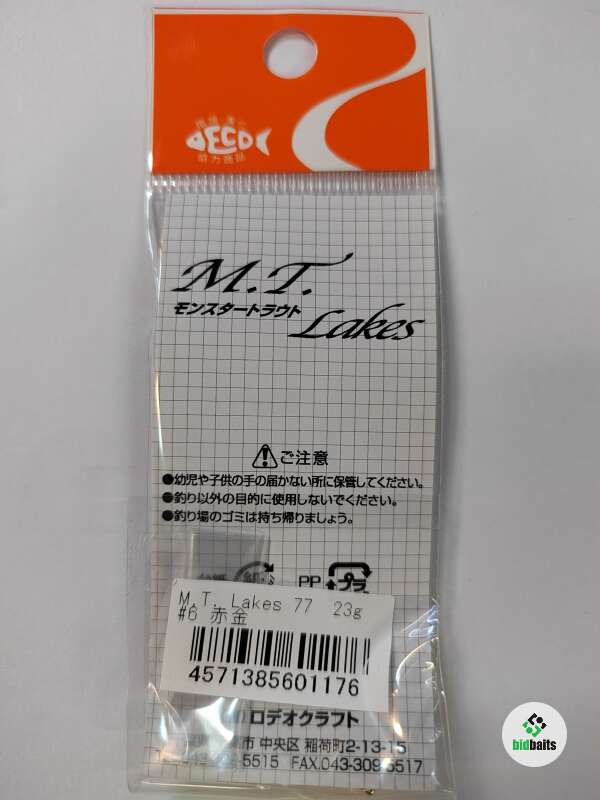 ECO
協力商品
M.T.
モンスタートラウト
Lakes
ご注意
●幼児や子供の手の届かない所に保管してください。
●釣り以外の目的に使用しないでください。
●釣り場のゴミは持ち帰りましょう。
PP プラ
M.T. Lakes 77 23g
#6 赤金
4571385601176
ロデオクラフト
市 中央区 稲荷町2-13-15
5515 FAX.043-309-5517
bidbaits